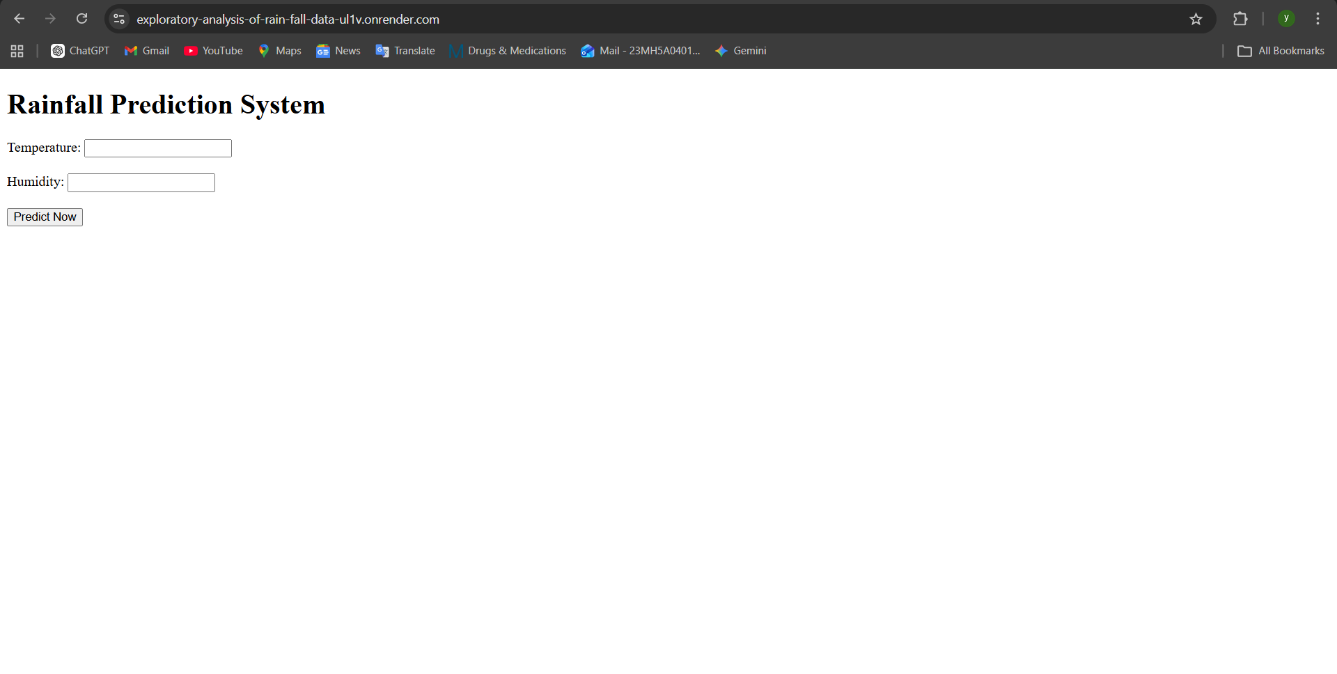 exploratory-analysis-of-rain-fall-data-ul1v.onrender.com
y
ChatGPT Gmail YouTube Maps News Translate Drugs & Medications Mail - 23MH5A0401... Gemini All Bookmarks
Rainfall Prediction System
Temperature:
Humidity:
Predict Now